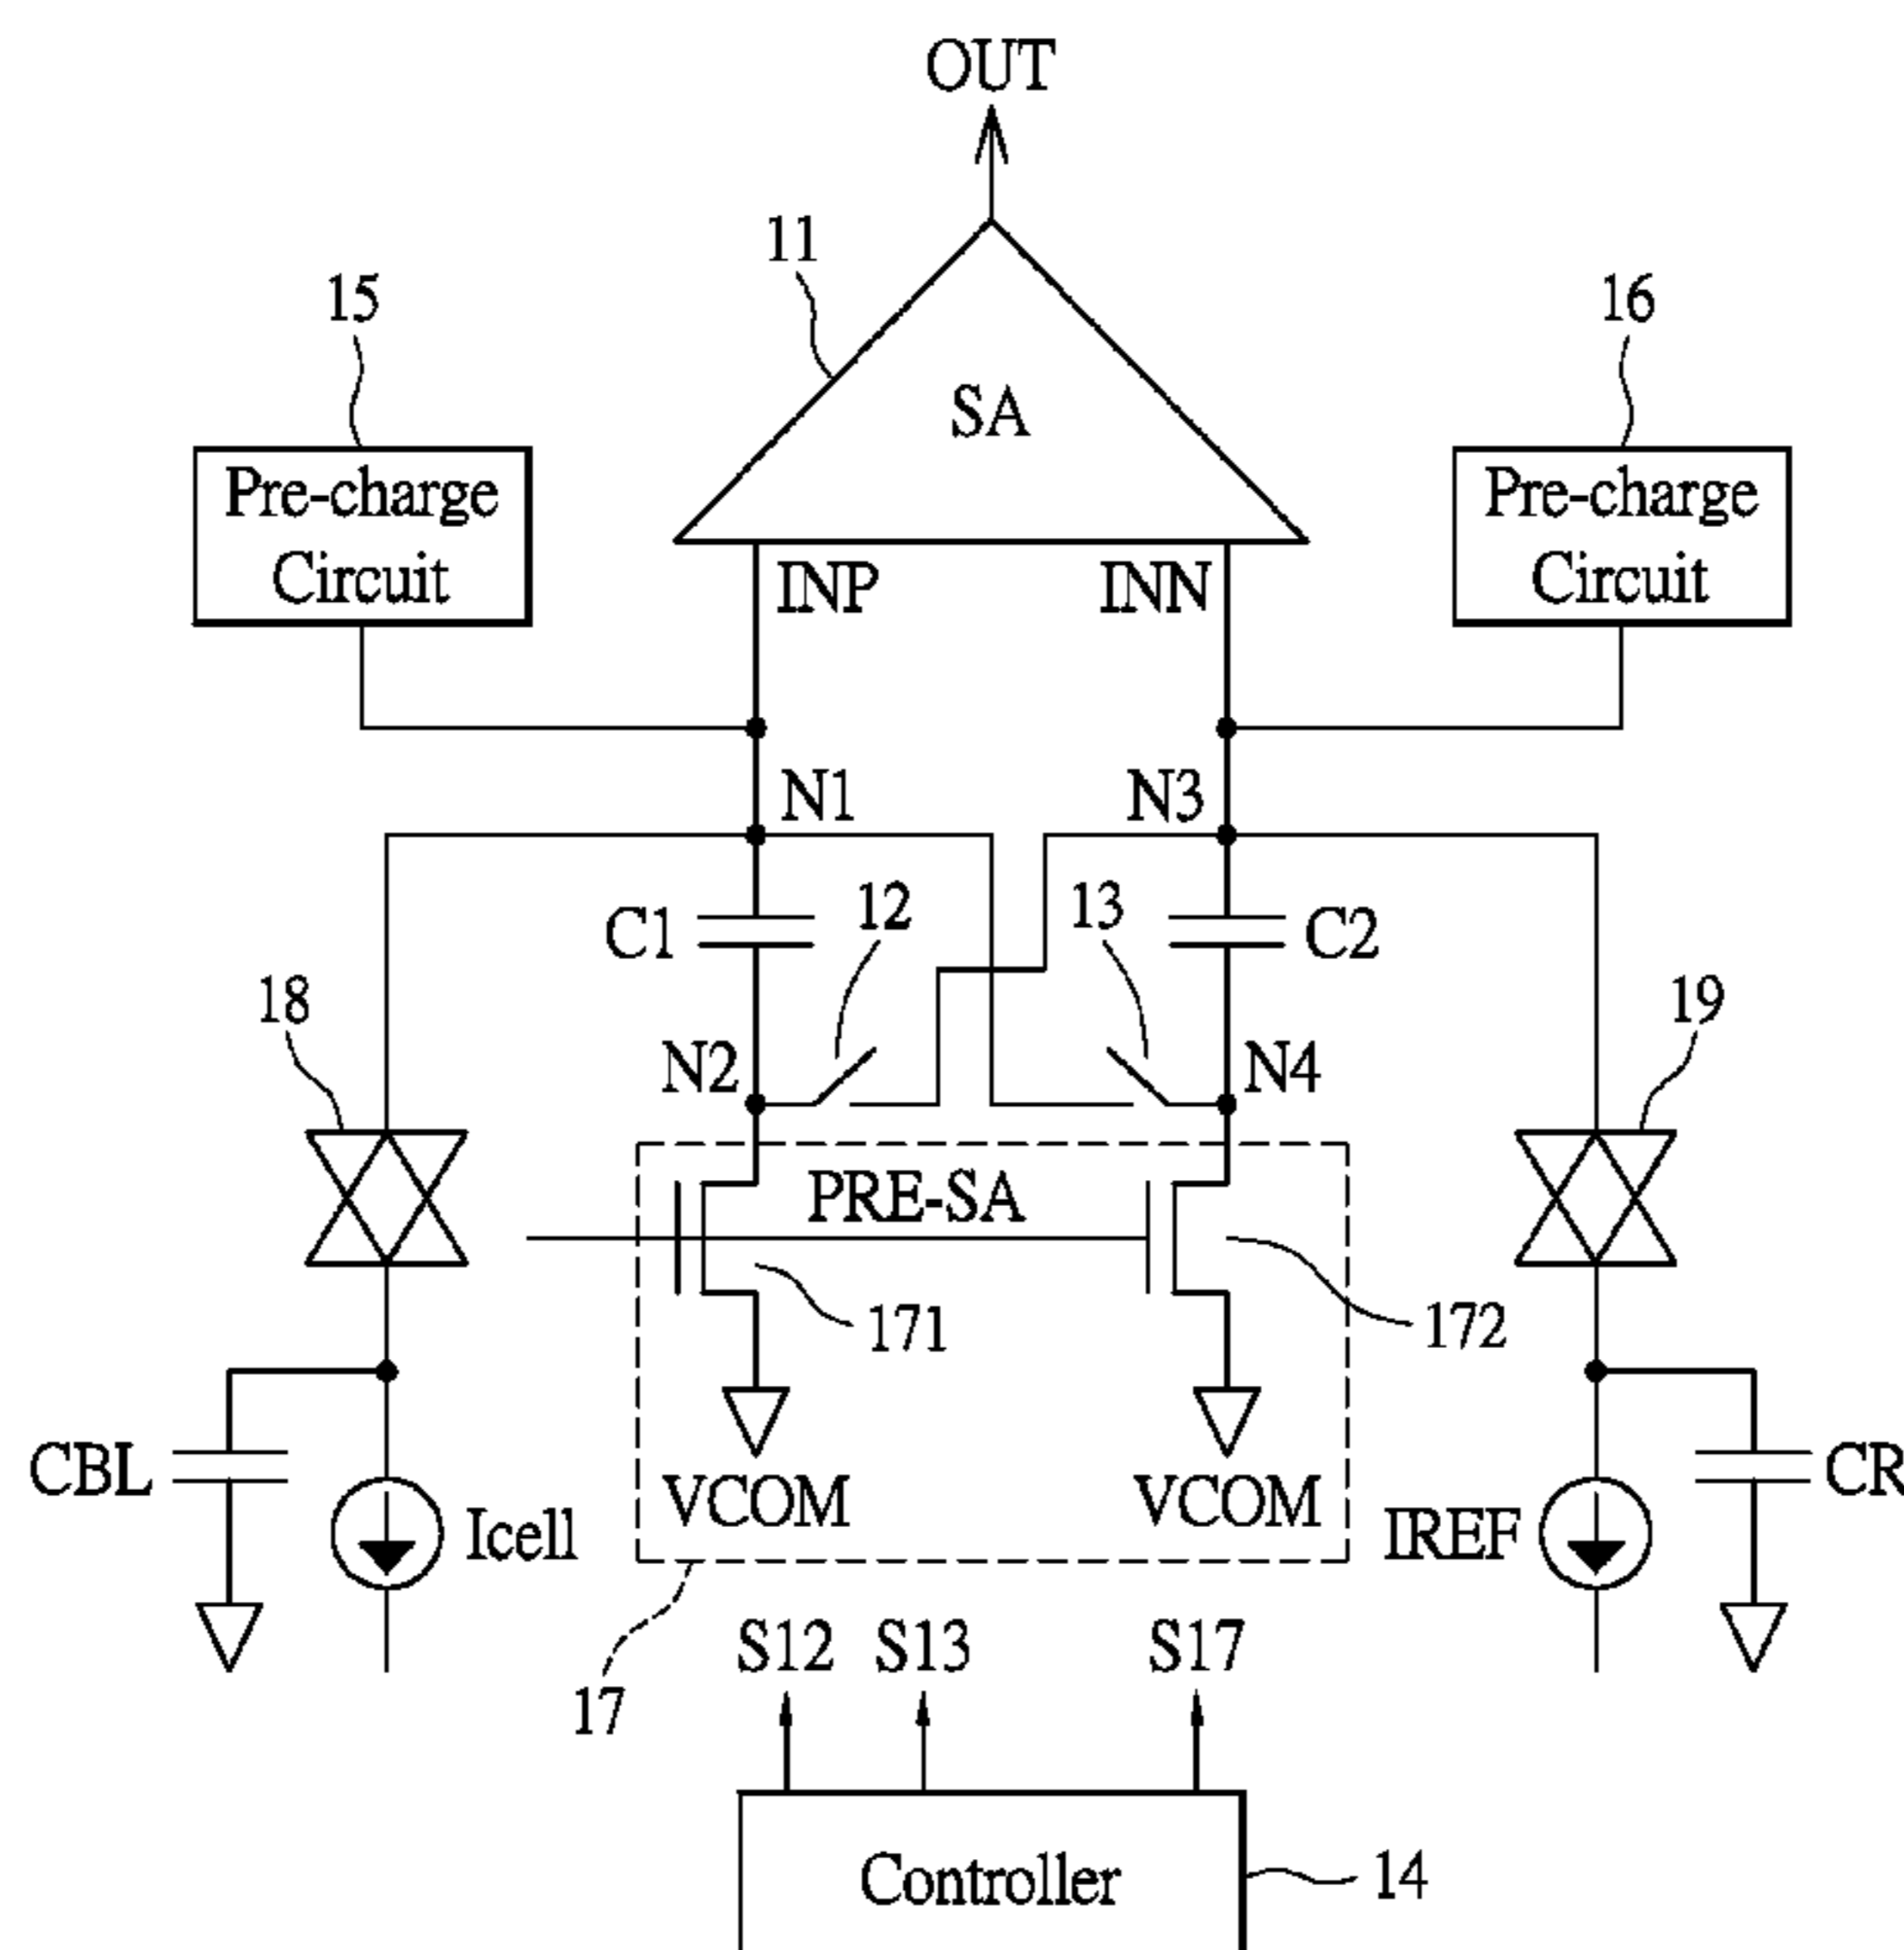 OUT
11
15
16
SA
Pre-charge
Circuit
Pre-charge
Circuit
INP
INN
N1
N3
12
13
C1
C2
18
19
N2
N4
PRE-SA
171
172
CBL
Icell
VCOM
VCOM
IREF
CR
17
S12
S13
S17
Controller
14